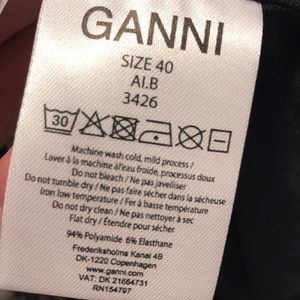 GANNI
SIZE 40
AI.B
3426
30
Machine wash cold, mild process /
Laver à la machine à eau froide, processus doux
Do not bleach / Ne pas javeliser
Do not tumble dry / Ne pas faire sécher dans la sécheuse
Iron low temperature / Fer à basse température
Do not dry clean / Ne pas nettoyer à sec
Flat dry / Étendre pour sécher
94% Polyamide 6% Elasthane
Frederiksholms Kanal 4B
DK-1220 Copenhagen
www.ganni.com
VAT: DK 21664731
RN154797